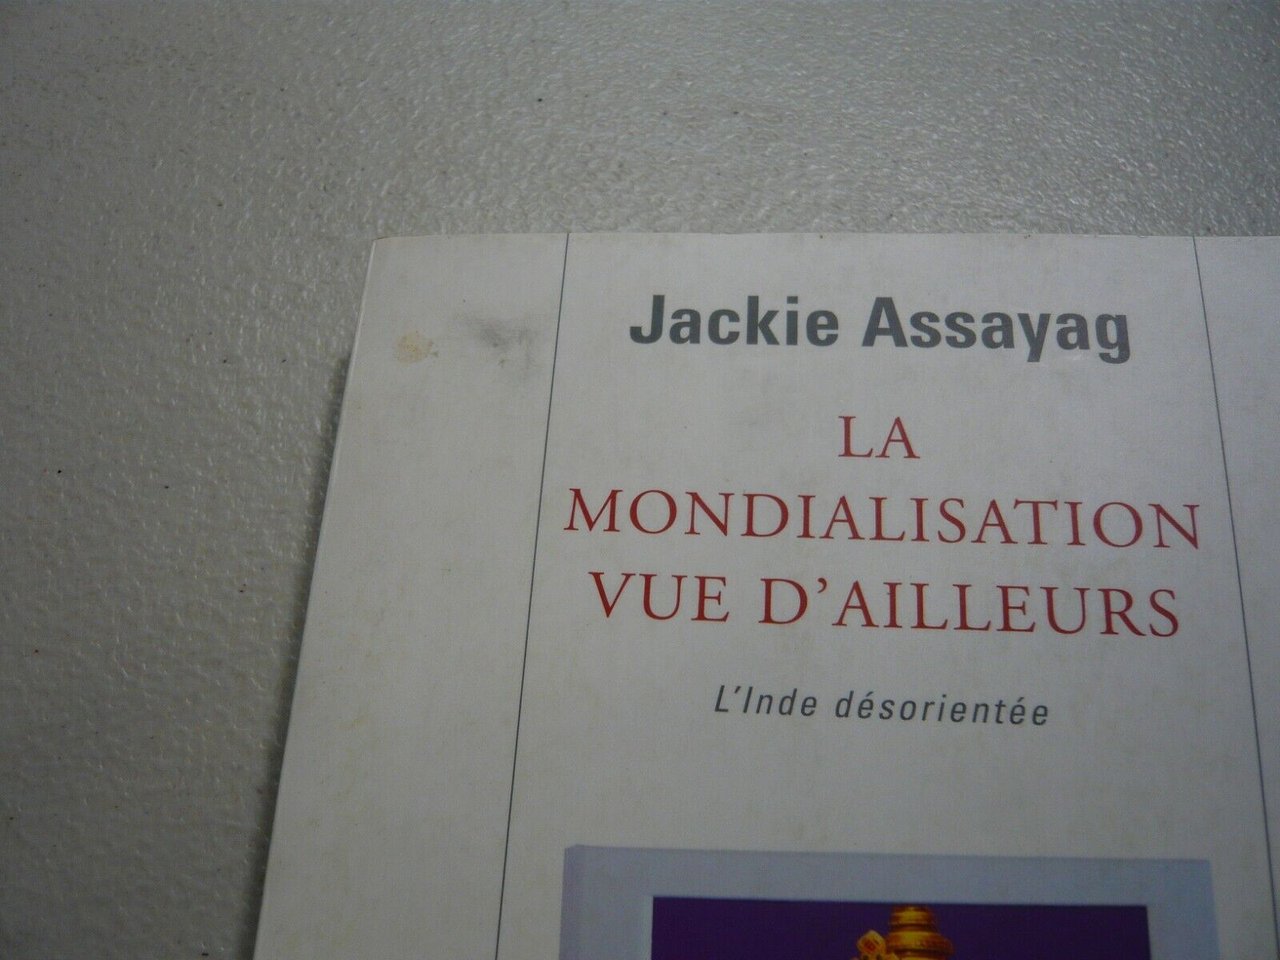 Jackie Assayag
LA
MONDIALISATION
VUE D’AILLEURS
L’Inde désorientée